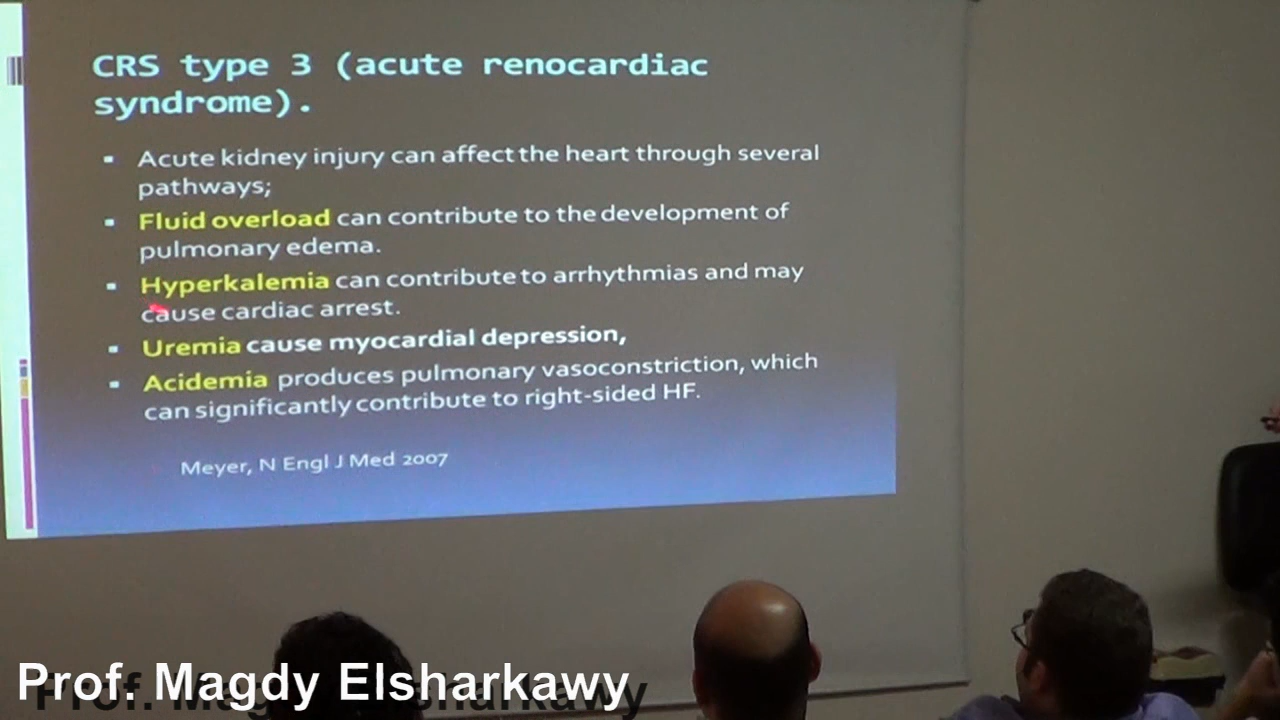 CRS type 3 (acute renocardiac
syndrome).
Acute kidney injury can affect the heart through several
pathways;
Fluid overload can contribute to the development of
pulmonary edema.
Hyperkalemia can contribute to arrhythmias and may
cause cardiac arrest.
Uremia cause myocardial depression,
Acidemia produces pulmonary vasoconstriction, which
can significantly contribute to right-sided HF.
Meyer, N Engl J Med 2007
Prof. Magdy Elsharkawy